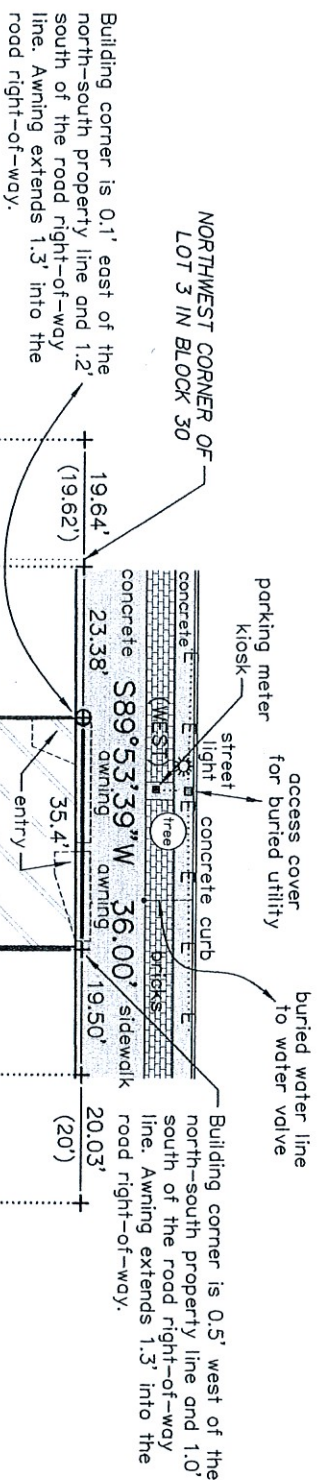 Building corner is 0.1' east of the
north-south property line and 1.2'
south of the road right-of-way
line. Awning extends 1.3' into the
road right-of-way.
NORTHWEST CORNER OF
LOT 3 IN BLOCK 30
parking meter
kiosk
access cover
for buried utility
street
light
buried water line
to water valve
concrete E E E E E
concrete curb
(WEST)
tree
bricks
concrete
S89°53'39"W 36.00'
sidewalk
awning awning
19.64'
(19.62')
23.38'
19.50'
20.03'
(20')
35.4'
entry
Building corner is 0.5' west of the
north-south property line and 1.0'
south of the road right-of-way
line. Awning extends 1.3' into the
road right-of-way.